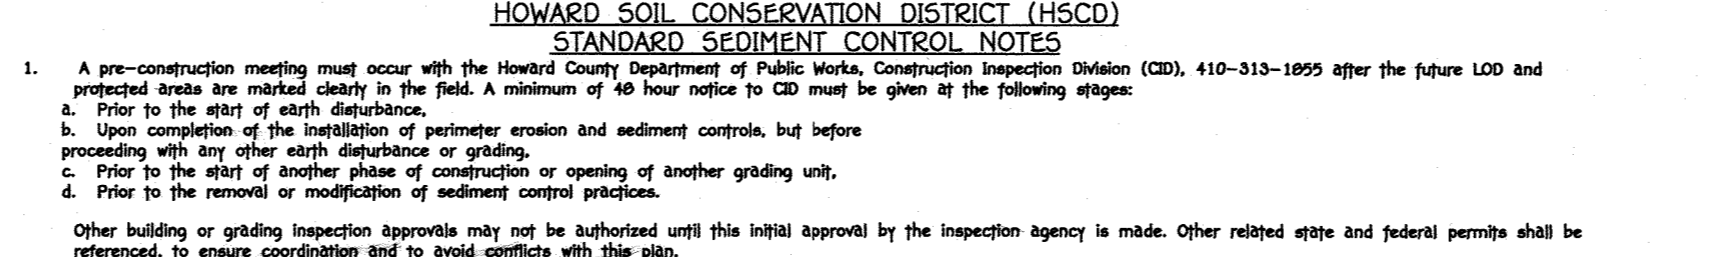 HOWARD SOIL CONSERVATION DISTRICT (HSCD)
STANDARD SEDIMENT CONTROL NOTES
1. A pre-construction meeting must occur with the Howard County Department of Public Works, Construction Inspection Division (CID), 410-313-1855 after the future LOD and
protected areas are marked clearly in the field. A minimum of 48 hour notice to CID must be given at the following stages:
a. Prior to the start of earth disturbance,
b. Upon completion of the installation of perimeter erosion and sediment controls, but before
proceeding with any other earth disturbance or grading,
c. Prior to the start of another phase of construction or opening of another grading unit,
d. Prior to the removal or modification of sediment control practices.
Other building or grading inspection approvals may not be authorized until this initial approval by the inspection agency is made. Other related state and federal permits shall be
referenced, to ensure coordination and to avoid conflicts with this plan.